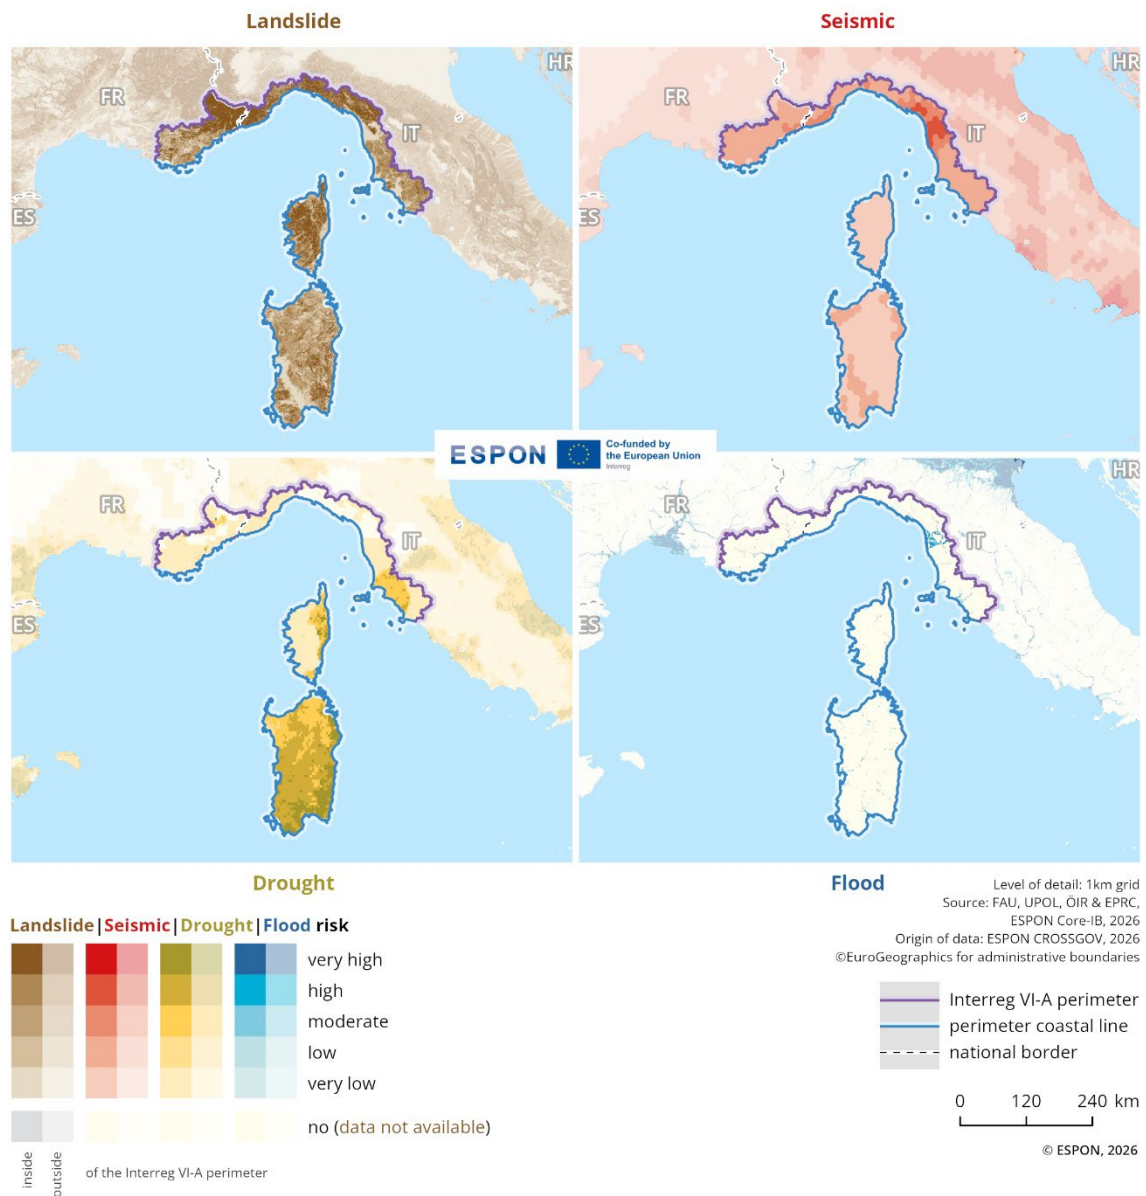 Landslide
Seismic
FR
HR
IT
ES
FR
HR
IT
ES
ESPON
Co-funded by
the European Union
Interreg
FR
IT
ES
FR
HR
IT
ES
Drought
Flood
Level of detail: 1km grid
Source: FAU, UPOL, ÖIR & EPRC,
ESPON Core-IB, 2026
Origin of data: ESPON CROSSGOV, 2026
©EuroGeographics for administrative boundaries
Landslide|Seismic|Drought|Flood risk
very high
high
moderate
low
very low
no (data not available)
inside
outside
of the Interreg VI-A perimeter
Interreg VI-A perimeter
perimeter coastal line
national border
0 120 240 km
© ESPON, 2026